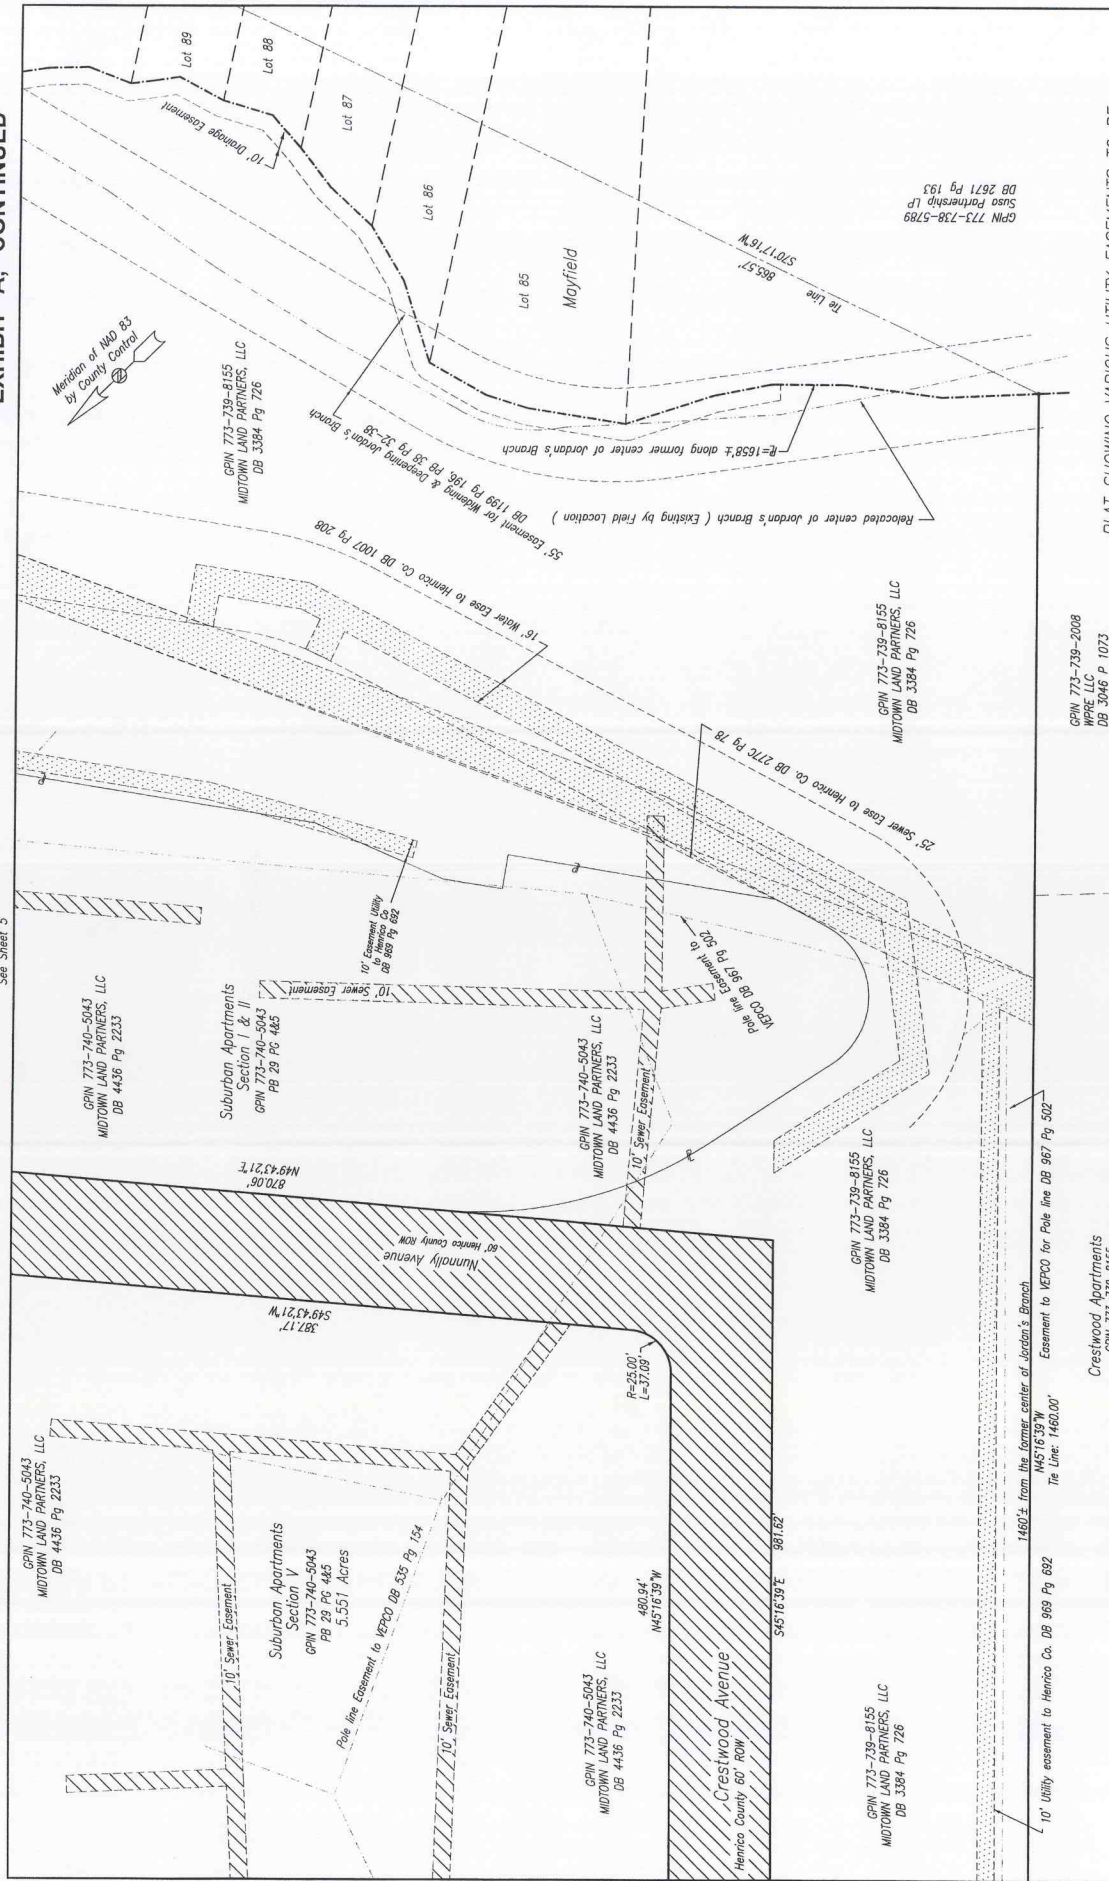 EXHIBIT A, CONTINUED
See Sheet 5
Meridian of NAD 83
by County Control
Lot 89
Lot 88
Lot 87
Lot 86
Lot 85
Mayfield
10' Drainage Easement
GPIN 773-739-8155
MIDTOWN LAND PARTNERS, LLC
DB 3384 Pg 726
55' Easement for Widening & Deepening Jordan's Branch
DB 1199 Pg 196, PB 38 Pg 32-38
Tie Line
865.57'
S70°17'16"W
GPIN 773-738-5789
Susa Partnership LP
DB 2671 Pg 193
PL=1658'± along former center of Jordan's Branch
Relocated center of Jordan's Branch ( Existing by Field Location )
16' Water Ease to Henrico Co. DB 1007 Pg 208
25' Sewer Ease to Henrico Co. DB 277C Pg 78
GPIN 773-739-8155
MIDTOWN LAND PARTNERS, LLC
DB 3384 Pg 726
GPIN 773-739-2008
WPRE LLC
DB 3046 P 1073
GPIN 773-740-5043
MIDTOWN LAND PARTNERS, LLC
DB 4436 Pg 2233
Suburban Apartments
Section I & II
GPIN 773-740-5043
PB 29 PG 4&5
10' Easement Utility
to Henrico Co
DB 969 Pg 692
10' Sewer Easement
Pole line Easement to
VEPCO DB 967 Pg 502
GPIN 773-740-5043
MIDTOWN LAND PARTNERS, LLC
DB 4436 Pg 2233
10' Sewer Easement
870.06'
N49°43'21"E
Nunnally Avenue
60' Henrico County ROW
387.17'
S49°43'21"W
R=25.00'
L=37.09'
GPIN 773-739-8155
MIDTOWN LAND PARTNERS, LLC
DB 3384 Pg 726
GPIN 773-740-5043
MIDTOWN LAND PARTNERS, LLC
DB 4436 Pg 2233
10' Sewer Easement
Suburban Apartments
Section V
GPIN 773-740-5043
PB 29 PG 4&5
5.551 Acres
Pole line Easement to VEPCO DB 535 Pg 154
10' Sewer Easement
GPIN 773-740-5043
MIDTOWN LAND PARTNERS, LLC
DB 4436 Pg 2233
480.94'
N45°16'39"W
Crestwood Avenue
Henrico County 60' ROW
S45°16'39"E 981.62'
GPIN 773-739-8155
MIDTOWN LAND PARTNERS, LLC
DB 3384 Pg 726
1460'± from the former center of Jordan's Branch
N45°16'39"W
Tie Line: 1460.00'
Easement to VEPCO for Pole line DB 967 Pg 502
10' Utility easement to Henrico Co. DB 969 Pg 692
Crestwood Apartments
GPIN 773-739-8155
PLAT SHOWING VARIOUS UTILITY EASEMENTS TO BE